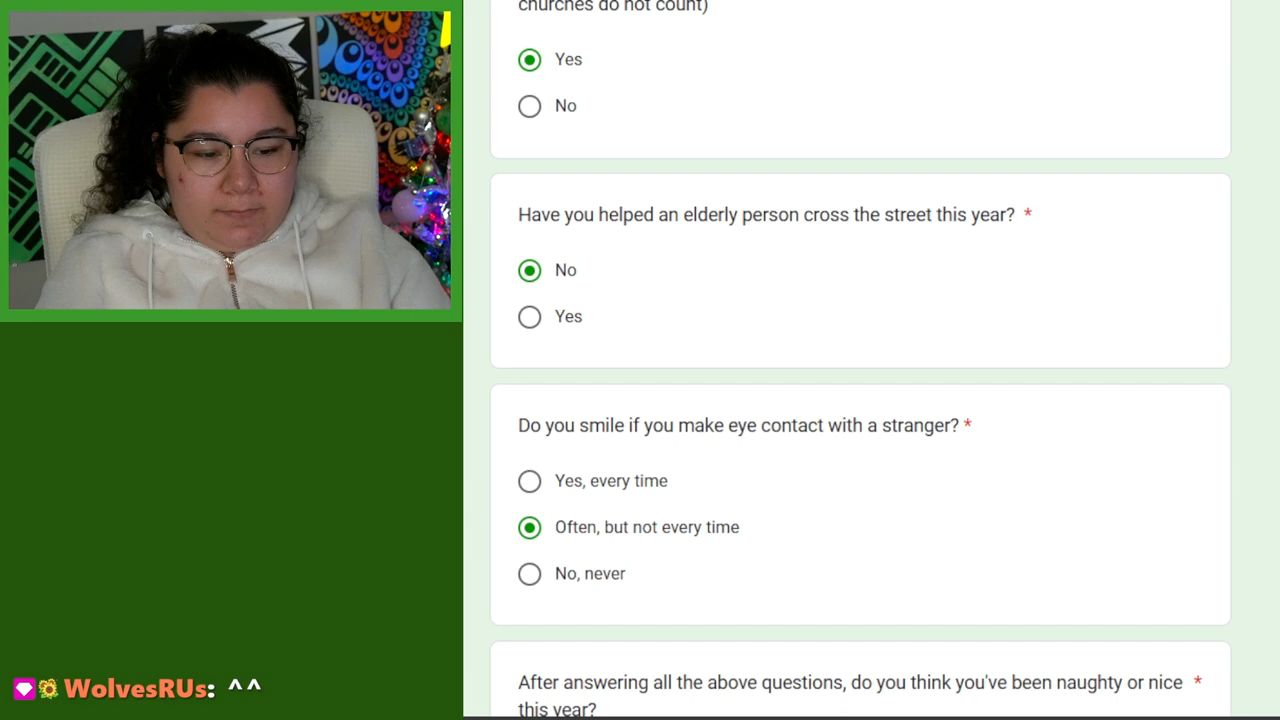 churches do not count)
Yes
No
Have you helped an elderly person cross the street this year? *
No
Yes
Do you smile if you make eye contact with a stranger? *
Yes, every time
Often, but not every time
No, never
After answering all the above questions, do you think you've been naughty or nice *
this year?
WolvesRUs: ^^